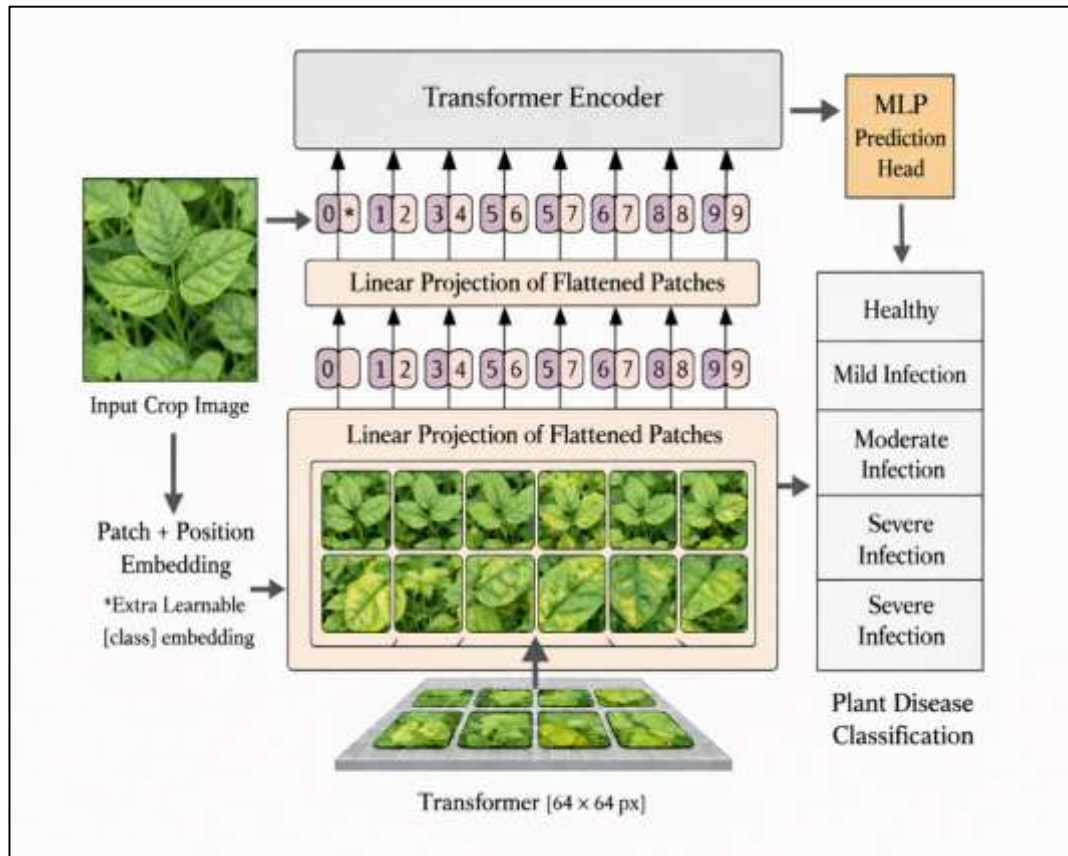 Transformer Encoder
MLP
Prediction
Head
0 * 1 2 3 4 5 6 5 7 6 7 8 8 9 9
Linear Projection of Flattened Patches
0 1 2 3 4 5 6 5 7 6 7 8 8 9 9
Input Crop Image
Linear Projection of Flattened Patches
Patch + Position
Embedding
*Extra Learnable
[class] embedding
Healthy
Mild Infection
Moderate
Infection
Severe
Infection
Severe
Infection
Plant Disease
Classification
Transformer [64 × 64 px]